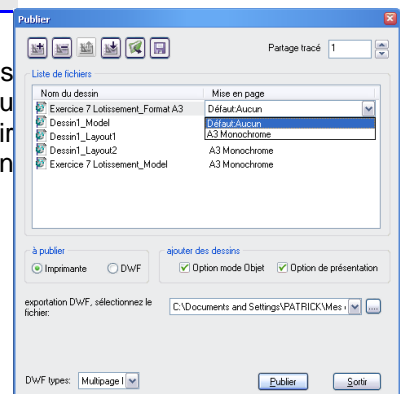 Publier
Partage tracé 1
Liste de fichiers
Nom du dessin Mise en page
Exercice 7 Lotissement_Format A3 Défaut:Aucun
Dessin1_Model Défaut:Aucun
Dessin1_Layout1 A3 Monochrome
Dessin1_Layout2 A3 Monochrome
Exercice 7 Lotissement_Model A3 Monochrome
à publier ajouter des dessins
Imprimante DWF Option mode Objet Option de présentation
exportation DWF, sélectionnez le
fichier: C:\Documents and Settings\PATRICK\Mes
DWF types: Multipage Publier Sortir
s
u
ir
n